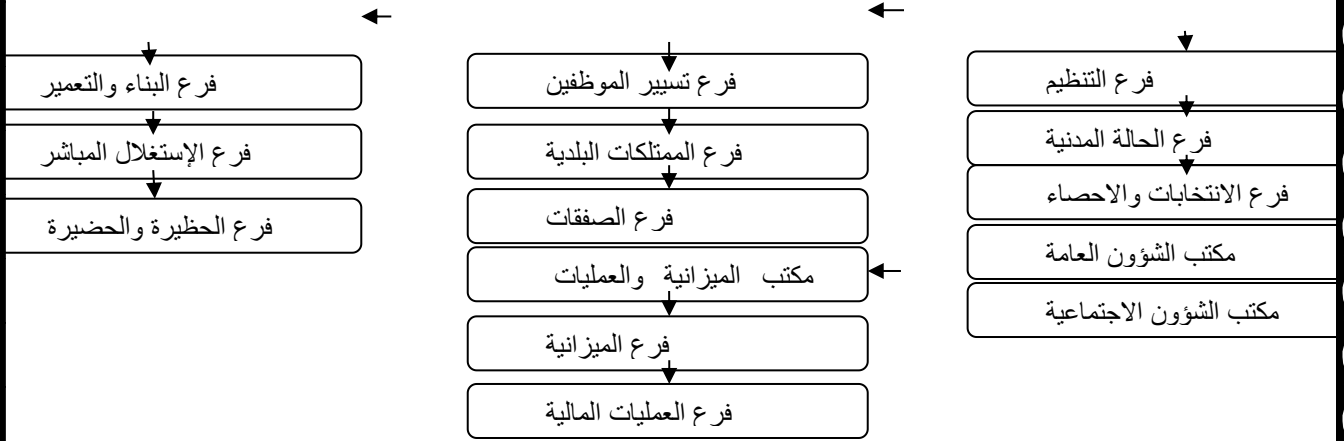 فرع التنظيم
فرع الحالة المدنية
فرع الانتخابات والاحصاء
مكتب الشؤون العامة
مكتب الشؤون الاجتماعية
فرع تسيير الموظفين
فرع الممتلكات البلدية
فرع الصفقات
مكتب الميزانية والعمليات
فرع الميزانية
فرع العمليات المالية
فرع البناء والتعمير
فرع الإستغلال المباشر
فرع الحظيرة والحضيرة